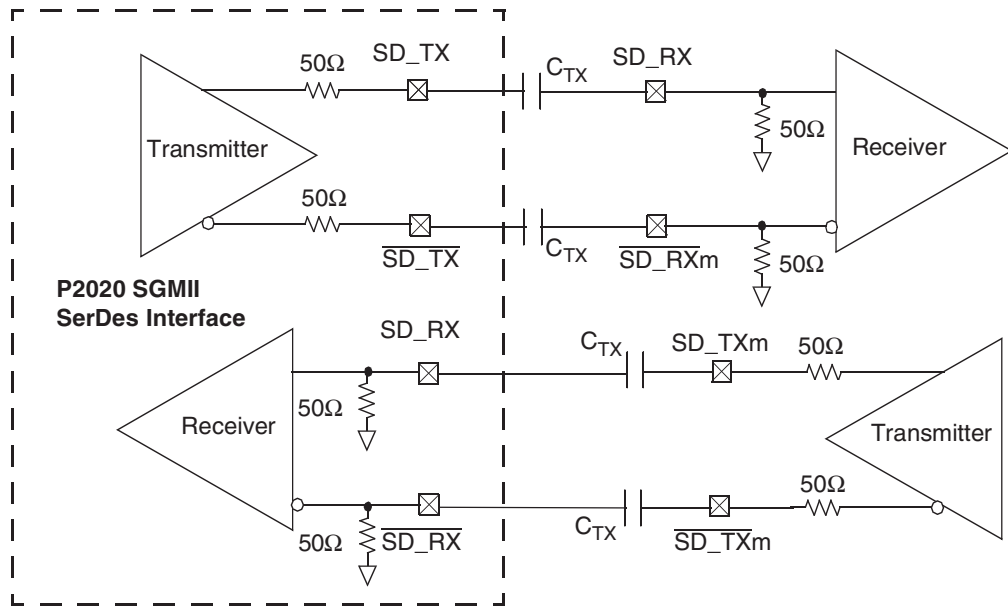 50Ω
SD_TX
C_TX
SD_RX
50Ω
Transmitter
Receiver
50Ω
SD_TX
C_TX
SD_RXm
50Ω
P2020 SGMII
SerDes Interface
SD_RX
C_TX
SD_TXm
50Ω
50Ω
Receiver
Transmitter
50Ω
50Ω
SD_RX
C_TX
SD_TXm